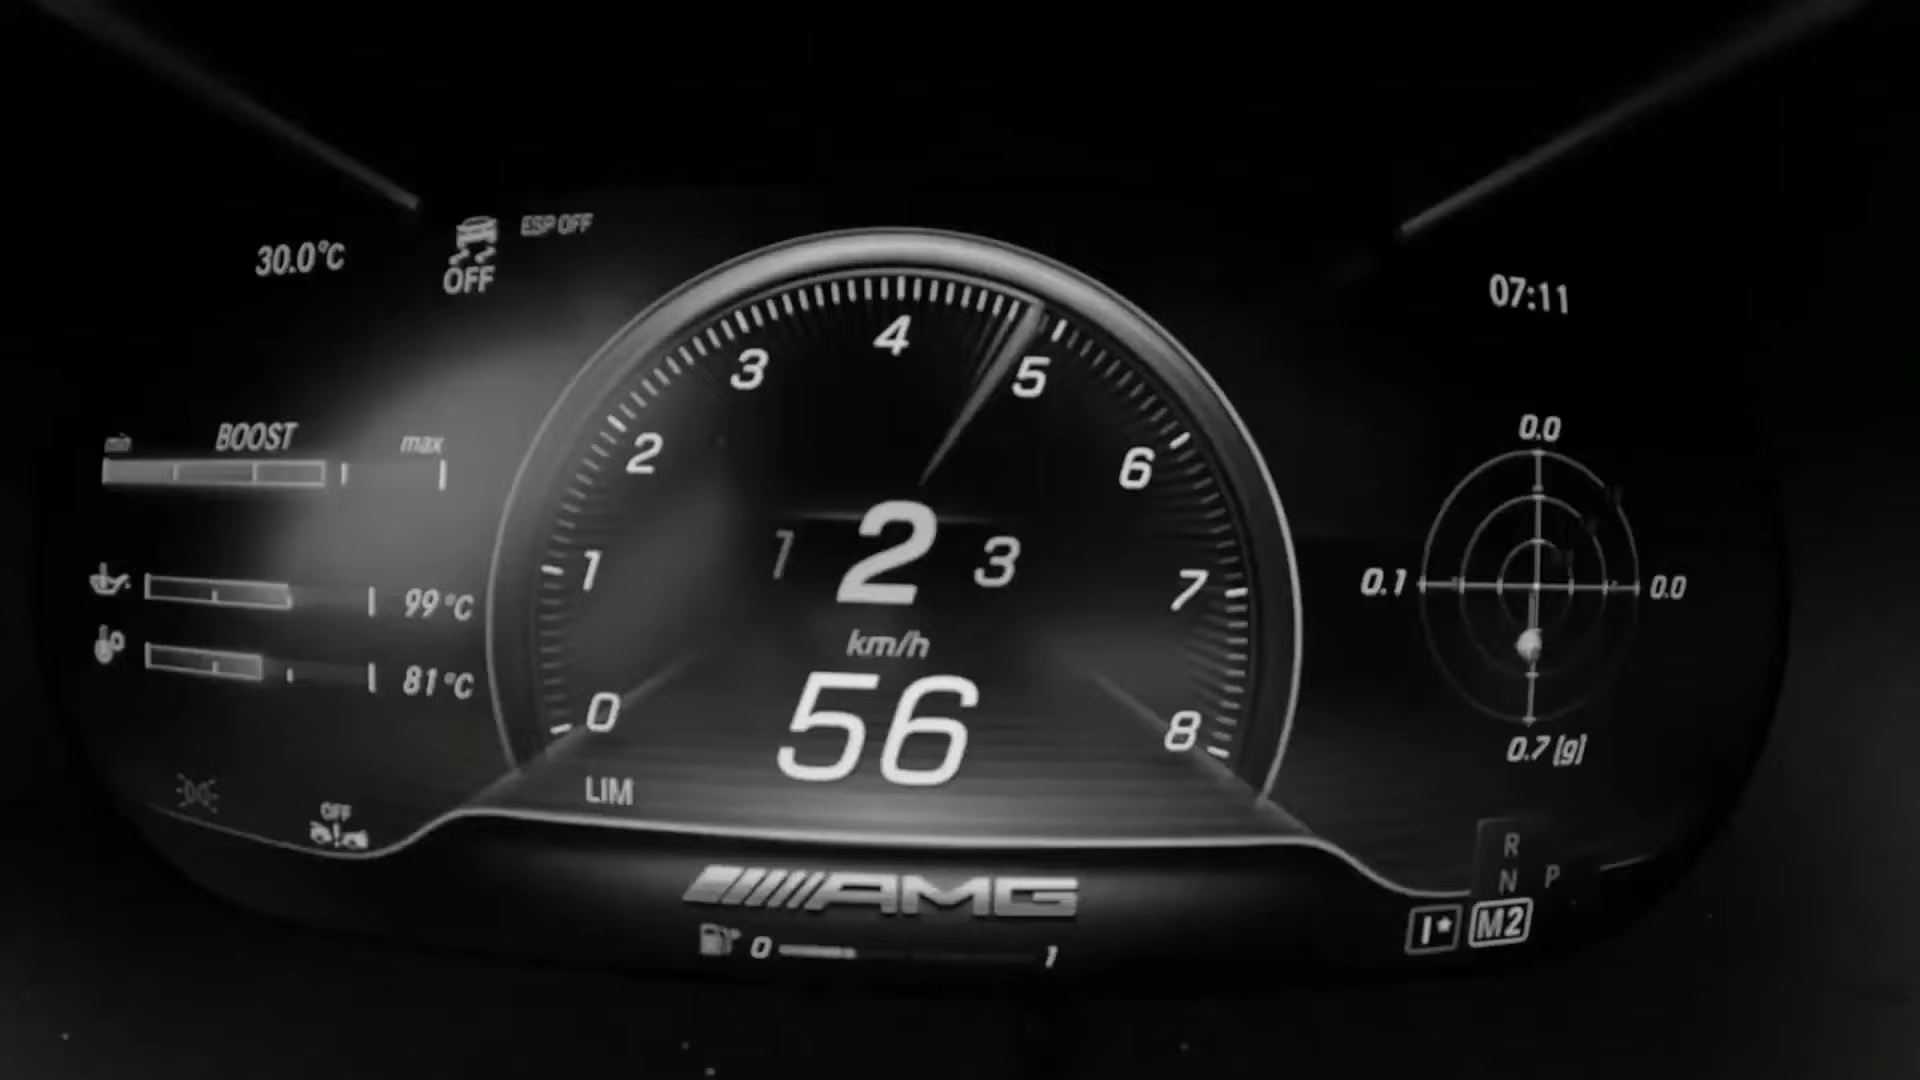 30.0°C
OFF
ESP OFF
07:11
BOOST
min
max
99°C
81°C
OFF
0
1
2
3
4
5
6
7
8
1
2
3
km/h
56
LIM
0.0
0.1
0.0
0.7 [g]
R
N
P
I*
M2
AMG
0
1